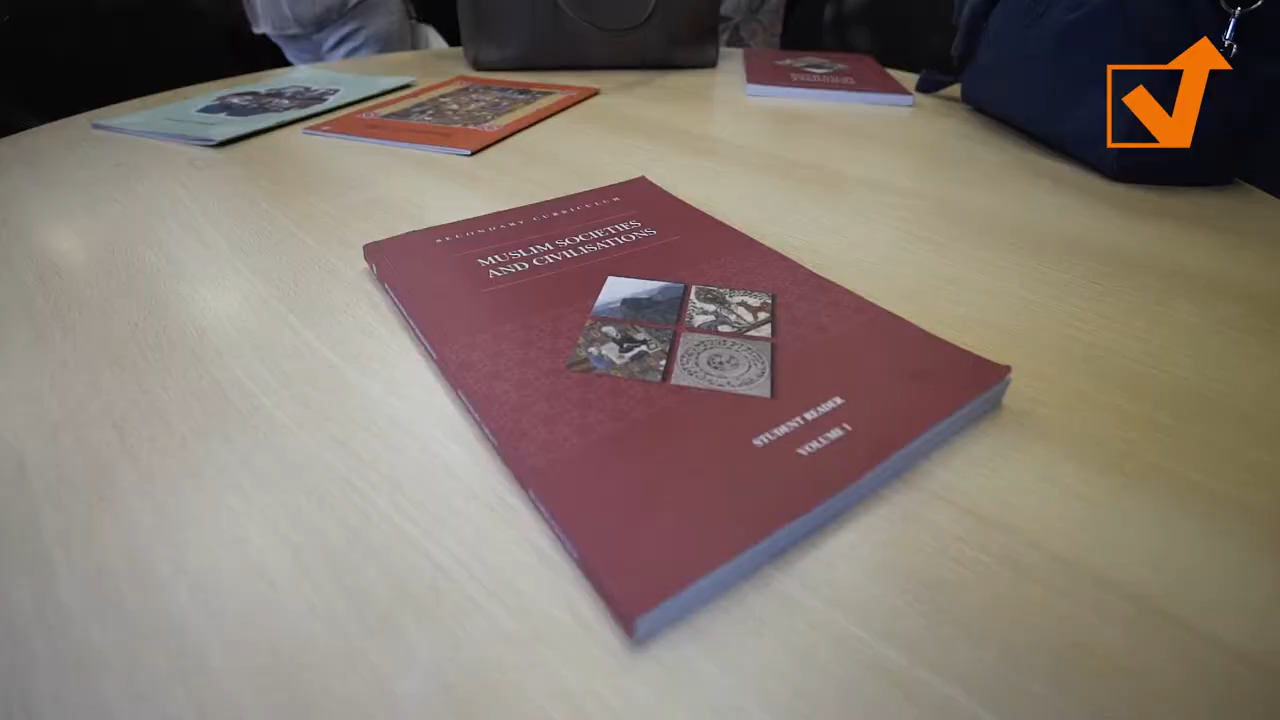 SECONDARY CURRICULUM
MUSLIM SOCIETIES
AND CIVILISATIONS
STUDENT READER
VOLUME 1